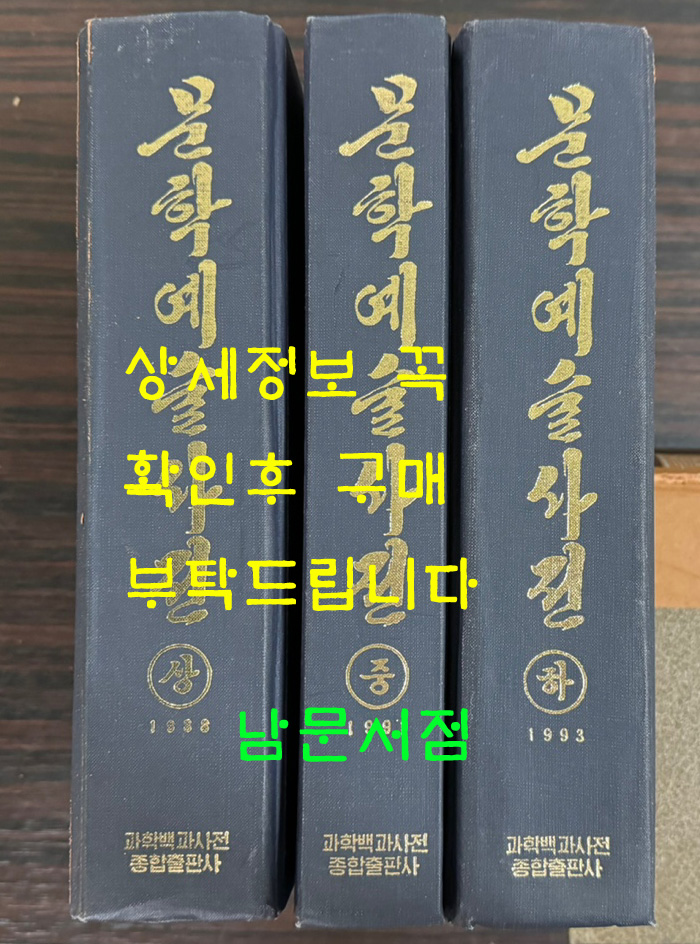 문학예술사전
상
1988
과학백과사전
종합출판사
문학예술사전
중
과학백과사전
종합출판사
문학예술사전
하
1993
과학백과사전
종합출판사
상세정보 꼭
확인후 구매
부탁드립니다
남문서점